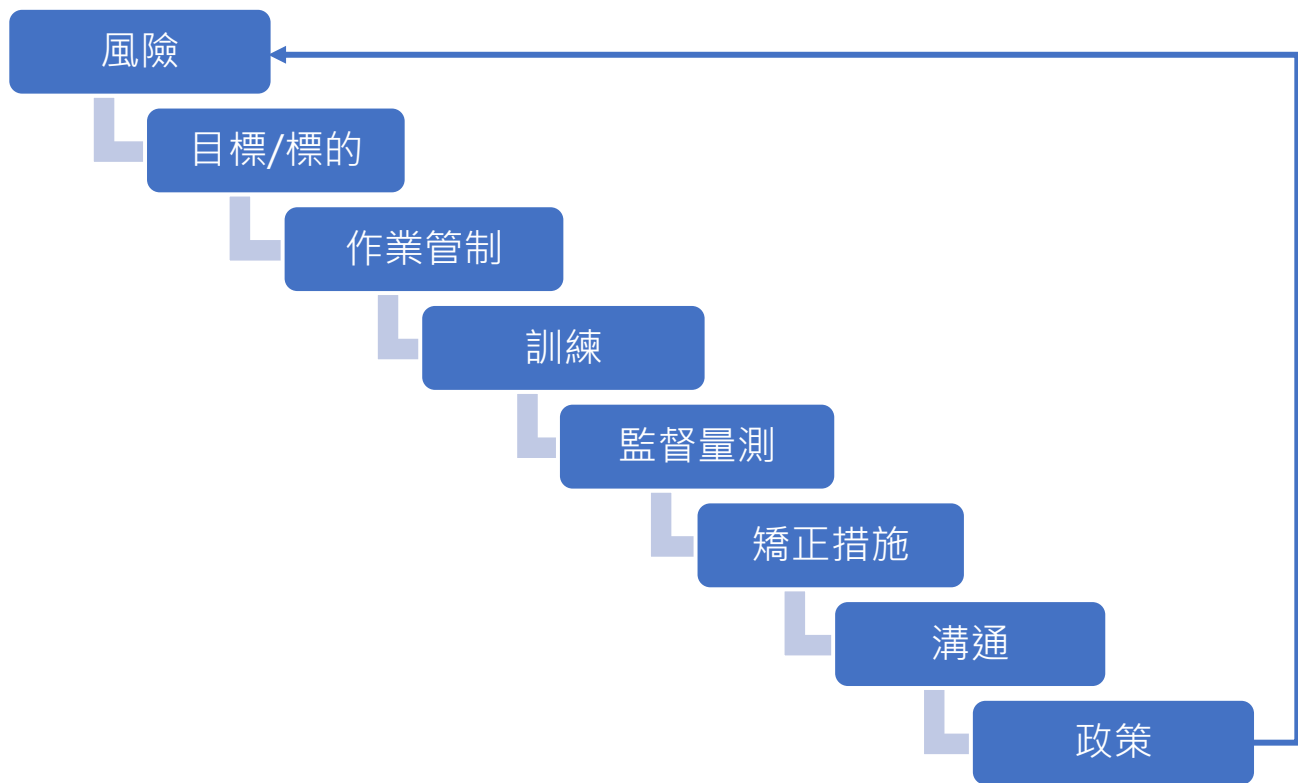 風險
目標/標的
作業管制
訓練
監督量測
矯正措施
溝通
政策